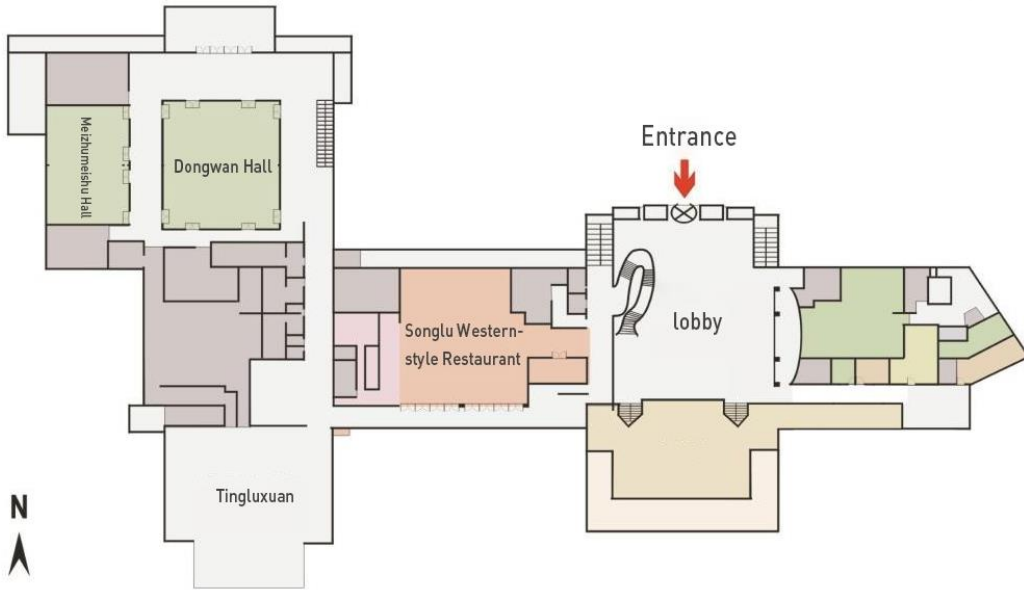 Entrance
Meizhumeishu Hall
Dongwan Hall
lobby
Songlu Western-
style Restaurant
Tingluxuan
N